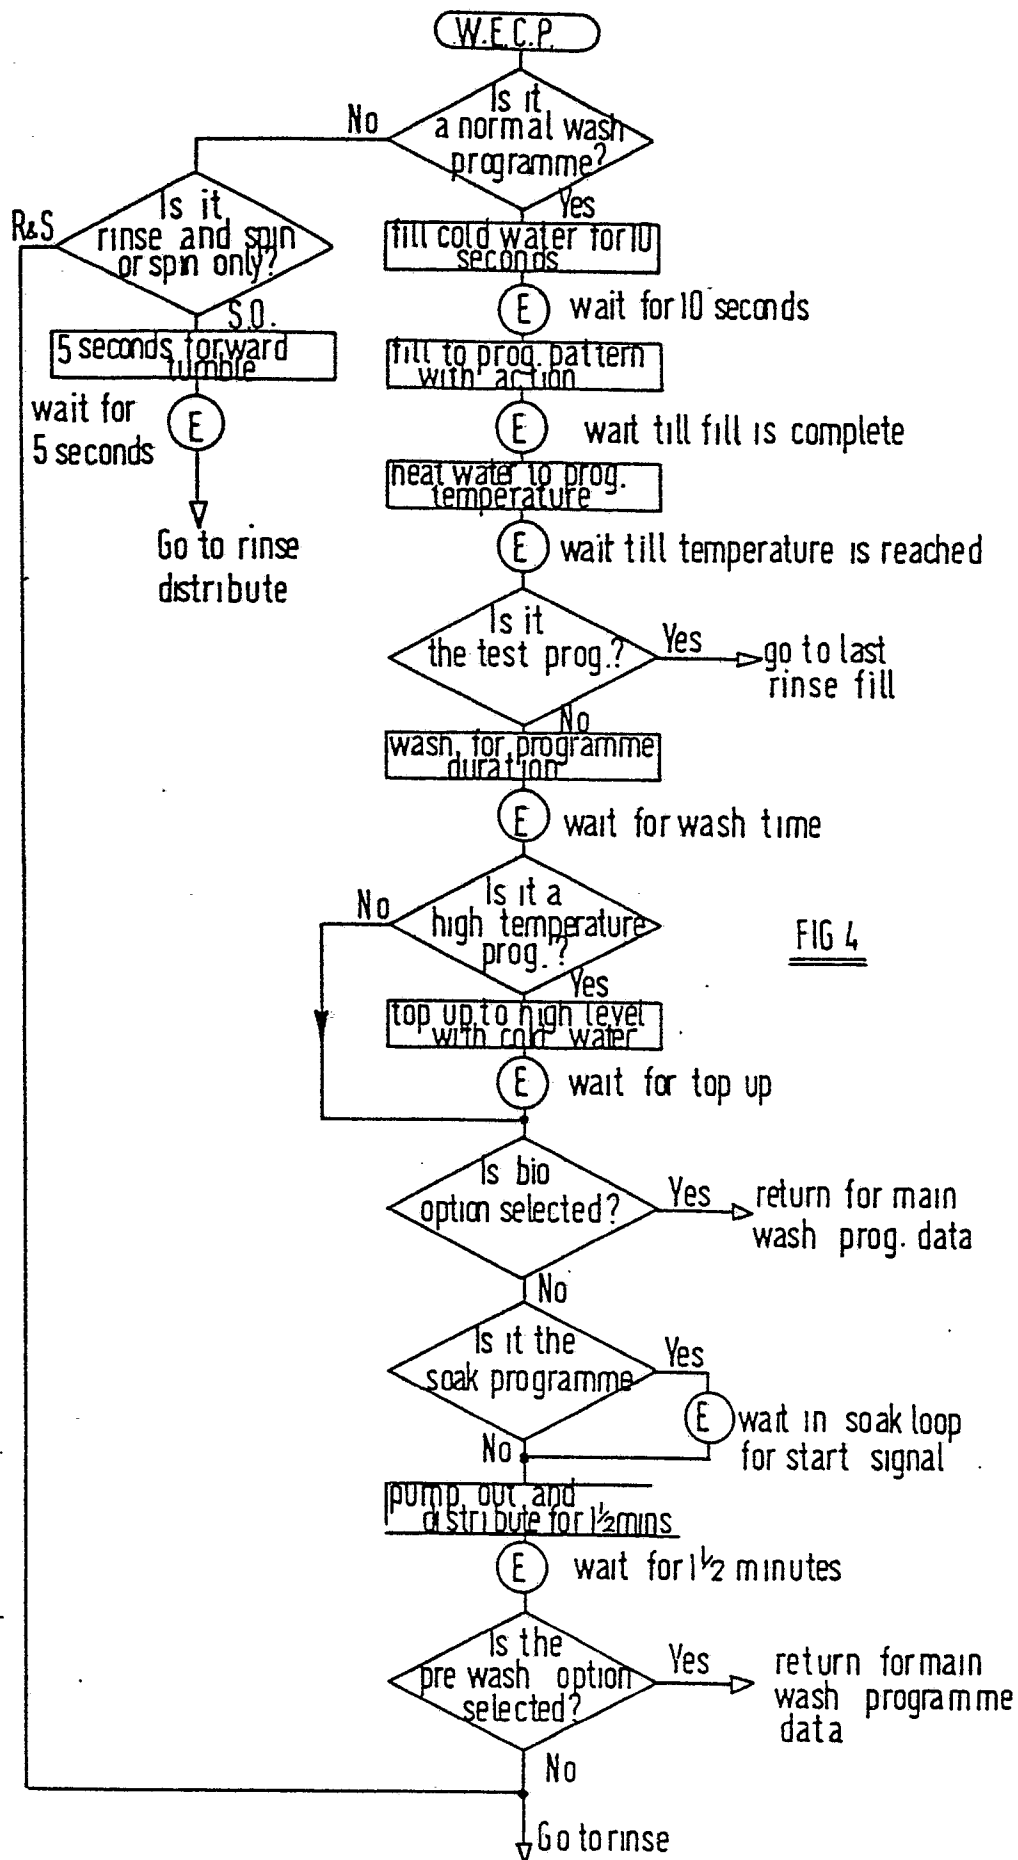 W.E.C.P.
Is it
a normal wash
programme?
No
Yes
R&S
Is it
rinse and spin
or spin only?
S.O.
5 seconds forward
tumble
wait for
5 seconds
E
Go to rinse
distribute
fill cold water for 10
seconds
E
wait for 10 seconds
fill to prog. pattern
with action
E
wait till fill is complete
heat water to prog.
temperature
E
wait till temperature is reached
Is it
the test prog.?
Yes
go to last
rinse fill
No
wash for programme
duration
E
wait for wash time
Is it a
high temperature
prog.?
No
Yes
FIG 4
top up to high level
with cold water
E
wait for top up
Is bio
option selected?
Yes
return for main
wash prog. data
No
Is it the
soak programme
Yes
E
wait in soak loop
for start signal
No
pump out and
distribute for 1½ mins
E
wait for 1½ minutes
Is the
pre wash option
selected?
Yes
return for main
wash programme
data
No
Go to rinse